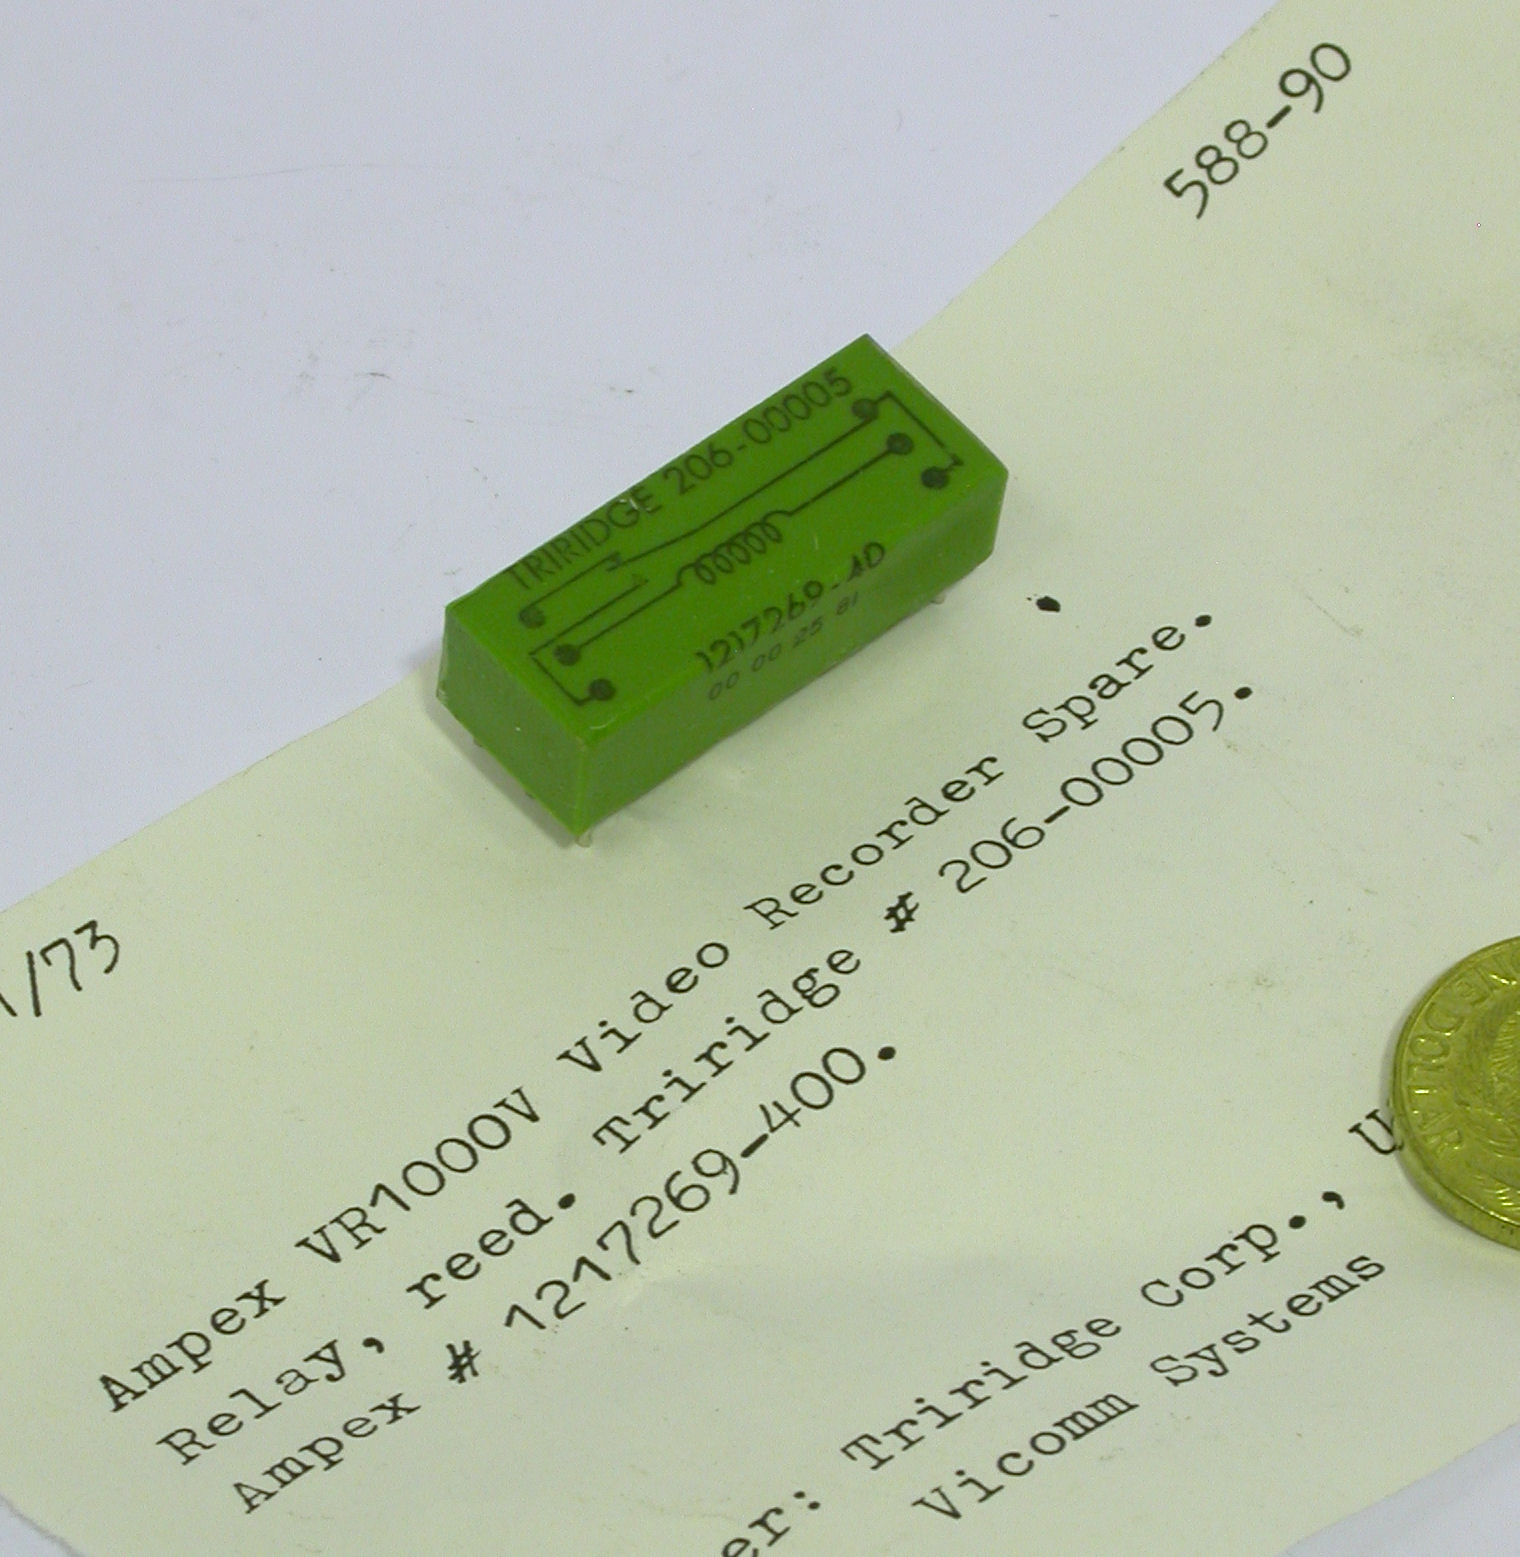 588-90
TRIRIDGE 206-00005
1217269-40
00 00 25 81
/73
Ampex VR1000V Video Recorder Spare.
Relay, reed. Triridge # 206-00005.
Ampex # 1217269-400.
er: Triridge Corp., U
Vicomm Systems
DOLLAR